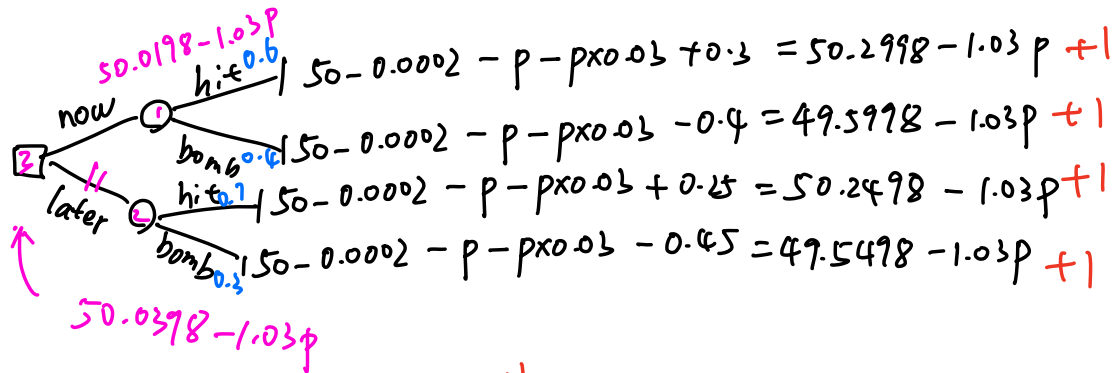 50.0198-1.03P
hit 0.6 50-0.0002-p-px0.03+0.3=50.2998-1.03p +1
now 1
bomb 0.4 50-0.0002-p-px0.03-0.4=49.5998-1.03p +1
3
hit 0.7 50-0.0002-p-px0.03+0.25=50.2498-1.03p +1
later 2
bomb 0.3 50-0.0002-p-px0.03-0.45=49.5498-1.03p +1
50.0398-1.03p